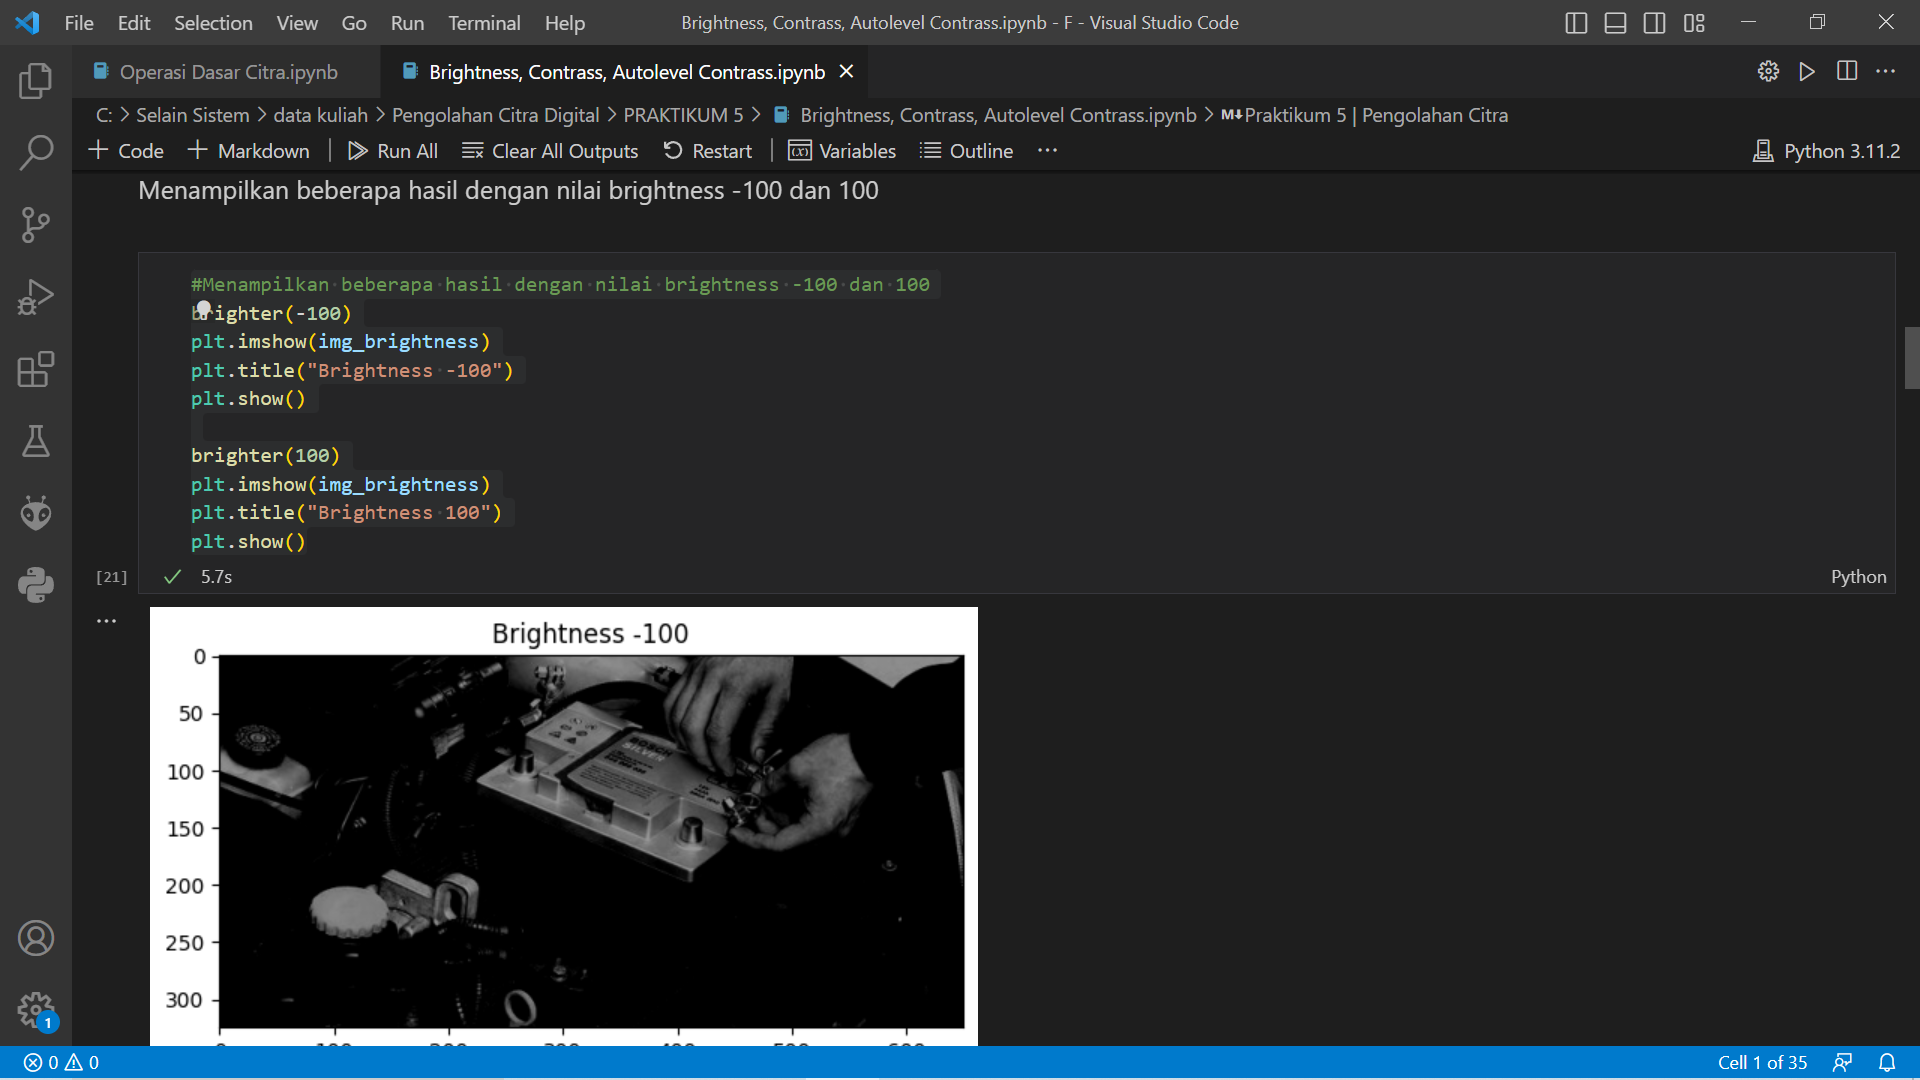 File Edit Selection View Go Run Terminal Help
Brightness, Contrass, Autolevel Contrass.ipynb - F - Visual Studio Code
Operasi Dasar Citra.ipynb
Brightness, Contrass, Autolevel Contrass.ipynb
C: > Selain Sistem > data kuliah > Pengolahan Citra Digital > PRAKTIKUM 5 > Brightness, Contrass, Autolevel Contrass.ipynb > M↓Praktikum 5 | Pengolahan Citra
+ Code + Markdown | Run All Clear All Outputs Restart | Variables Outline ... Python 3.11.2
Menampilkan beberapa hasil dengan nilai brightness -100 dan 100
#Menampilkan beberapa hasil dengan nilai brightness -100 dan 100
brighter(-100)
plt.imshow(img_brightness)
plt.title("Brightness -100")
plt.show()
brighter(100)
plt.imshow(img_brightness)
plt.title("Brightness 100")
plt.show()
[21] 5.7s Python
Brightness -100
0
50
100
150
200
250
300
BOSCH
SILVER
1
0 0
Cell 1 of 35